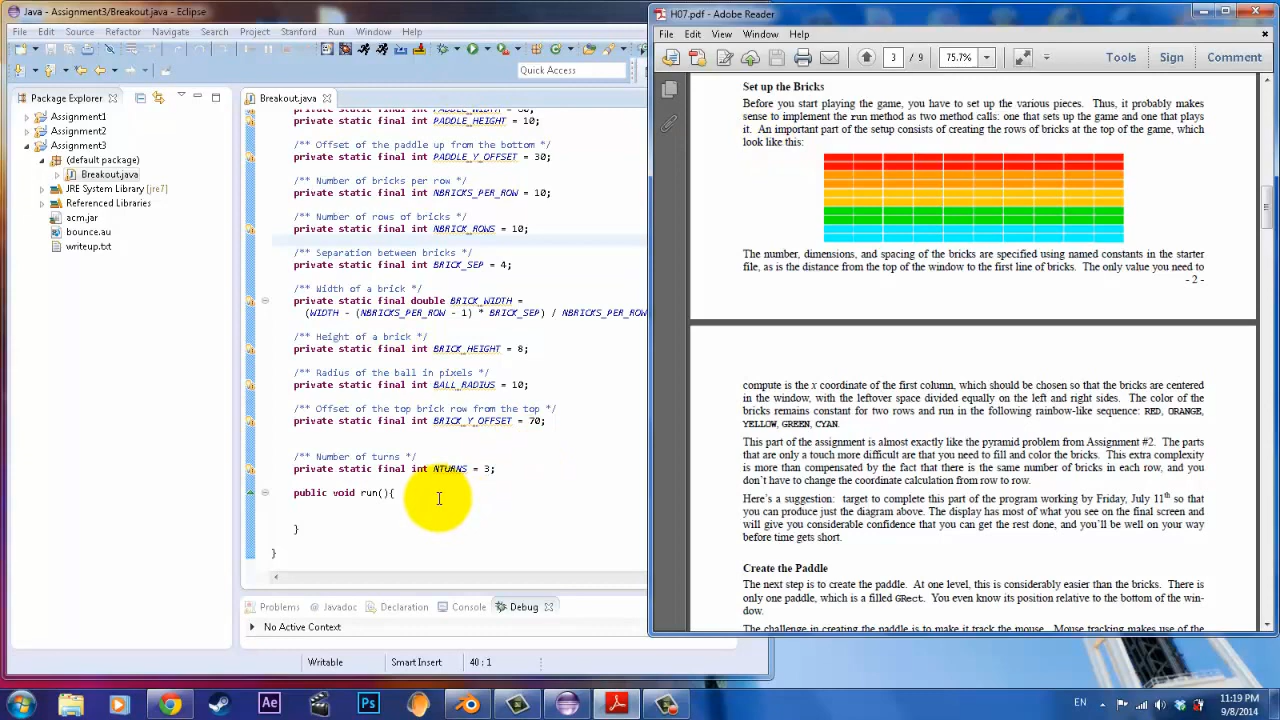 Java - Assignment3/Breakout.java - Eclipse
File Edit Source Refactor Navigate Search Project Stanford Run Window Help
Quick Access
Package Explorer
Assignment1
Assignment2
Assignment3
(default package)
Breakout.java
JRE System Library [jre7]
Referenced Libraries
acm.jar
bounce.au
writeup.txt
Breakout.java
private static final int PADDLE_WIDTH = 60;
private static final int PADDLE_HEIGHT = 10;
/** Offset of the paddle up from the bottom */
private static final int PADDLE_Y_OFFSET = 30;
/** Number of bricks per row */
private static final int NBRICKS_PER_ROW = 10;
/** Number of rows of bricks */
private static final int NBRICK_ROWS = 10;
/** Separation between bricks */
private static final int BRICK_SEP = 4;
/** Width of a brick */
private static final double BRICK_WIDTH =
(WIDTH - (NBRICKS_PER_ROW - 1) * BRICK_SEP) / NBRICKS_PER_ROW
/** Height of a brick */
private static final int BRICK_HEIGHT = 8;
/** Radius of the ball in pixels */
private static final int BALL_RADIUS = 10;
/** Offset of the top brick row from the top */
private static final int BRICK_Y_OFFSET = 70;
/** Number of turns */
private static final int NTURNS = 3;
public void run(){
}
}
Problems Javadoc Declaration Console Debug
No Active Context
Writable Smart Insert 40 : 1
H07.pdf - Adobe Reader
File Edit View Window Help
3 / 9 75.7% Tools Sign Comment
Set up the Bricks
Before you start playing the game, you have to set up the various pieces. Thus, it probably makes
sense to implement the run method as two method calls: one that sets up the game and one that plays
it. An important part of the setup consists of creating the rows of bricks at the top of the game, which
look like this:
The number, dimensions, and spacing of the bricks are specified using named constants in the starter
file, as is the distance from the top of the window to the first line of bricks. The only value you need to
- 2 -
compute is the x coordinate of the first column, which should be chosen so that the bricks are centered
in the window, with the leftover space divided equally on the left and right sides. The color of the
bricks remains constant for two rows and run in the following rainbow-like sequence: RED, ORANGE,
YELLOW, GREEN, CYAN.
This part of the assignment is almost exactly like the pyramid problem from Assignment #2. The parts
that are only a touch more difficult are that you need to fill and color the bricks. This extra complexity
is more than compensated by the fact that there is the same number of bricks in each row, and you
don't have to change the coordinate calculation from row to row.
Here's a suggestion: target to complete this part of the program working by Friday, July 11th so that
you can produce just the diagram above. The display has most of what you see on the final screen and
will give you considerable confidence that you can get the rest done, and you'll be well on your way
before time gets short.
Create the Paddle
The next step is to create the paddle. At one level, this is considerably easier than the bricks. There is
only one paddle, which is a filled GRect. You even know its position relative to the bottom of the win-
dow.
The challenge in creating the paddle is to make it track the mouse. Mouse tracking makes use of the
Ae
Ps
EN
11:19 PM
9/8/2014